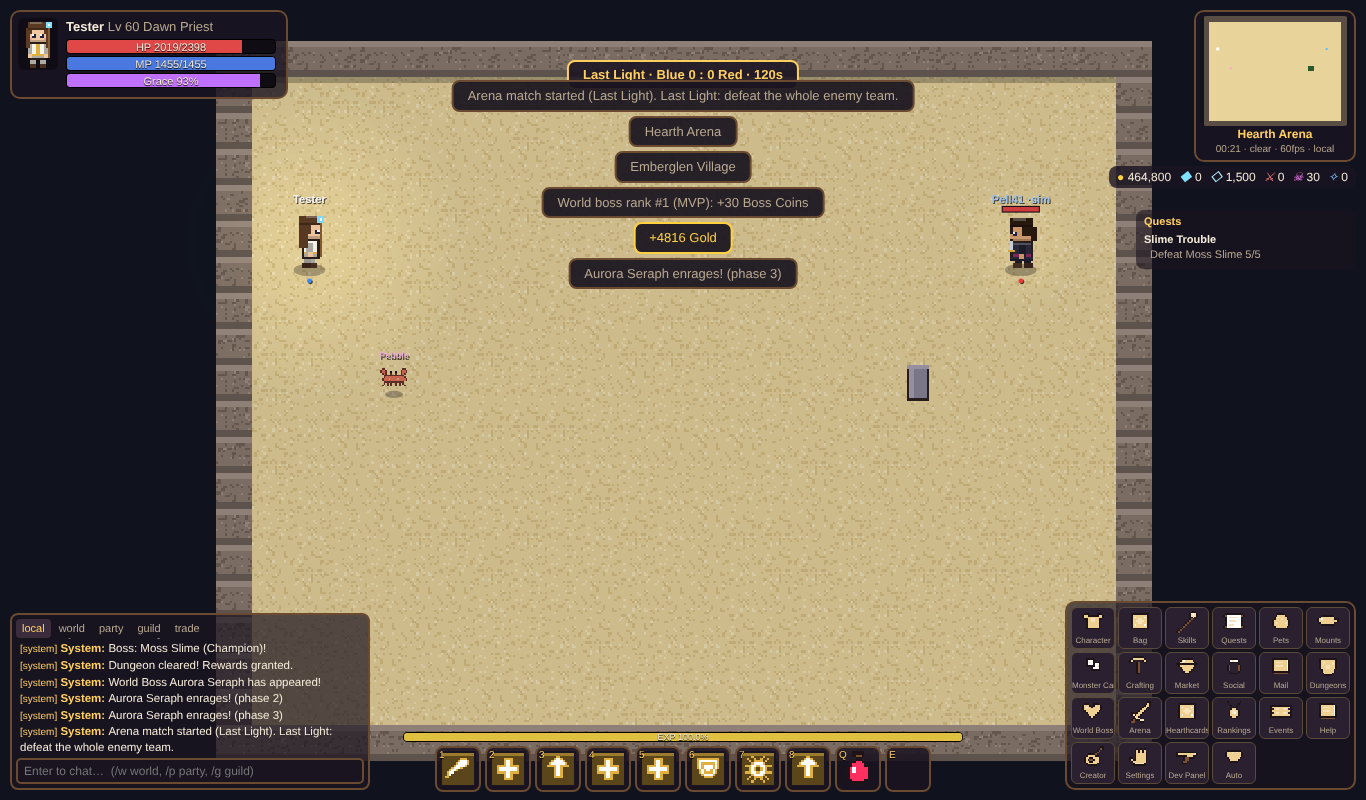 Tester Lv 60 Dawn Priest
HP 2019/2398
MP 1455/1455
Grace 93%
Last Light · Blue 0 : 0 Red · 120s
Arena match started (Last Light). Last Light: defeat the whole enemy team.
Hearth Arena
Emberglen Village
World boss rank #1 (MVP): +30 Boss Coins
+4816 Gold
Aurora Seraph enrages! (phase 3)
Hearth Arena
00:21 · clear · 60fps · local
464,800 0 1,500 0 30 0
Quests
Slime Trouble
Defeat Moss Slime 5/5
Tester
Pell41 ·sim
Pebble
local world party guild trade
[system] System: Boss: Moss Slime (Champion)!
[system] System: Dungeon cleared! Rewards granted.
[system] System: World Boss Aurora Seraph has appeared!
[system] System: Aurora Seraph enrages! (phase 2)
[system] System: Aurora Seraph enrages! (phase 3)
[system] System: Arena match started (Last Light). Last Light:
defeat the whole enemy team.
Enter to chat… (/w world, /p party, /g guild)
EXP 100.0%
1 2 3 4 5 6 7 8 Q E
Character Bag Skills Quests Pets Mounts
Monster Ca Crafting Market Social Mail Dungeons
World Boss Arena Hearthcards Rankings Events Help
Creator Settings Dev Panel Auto